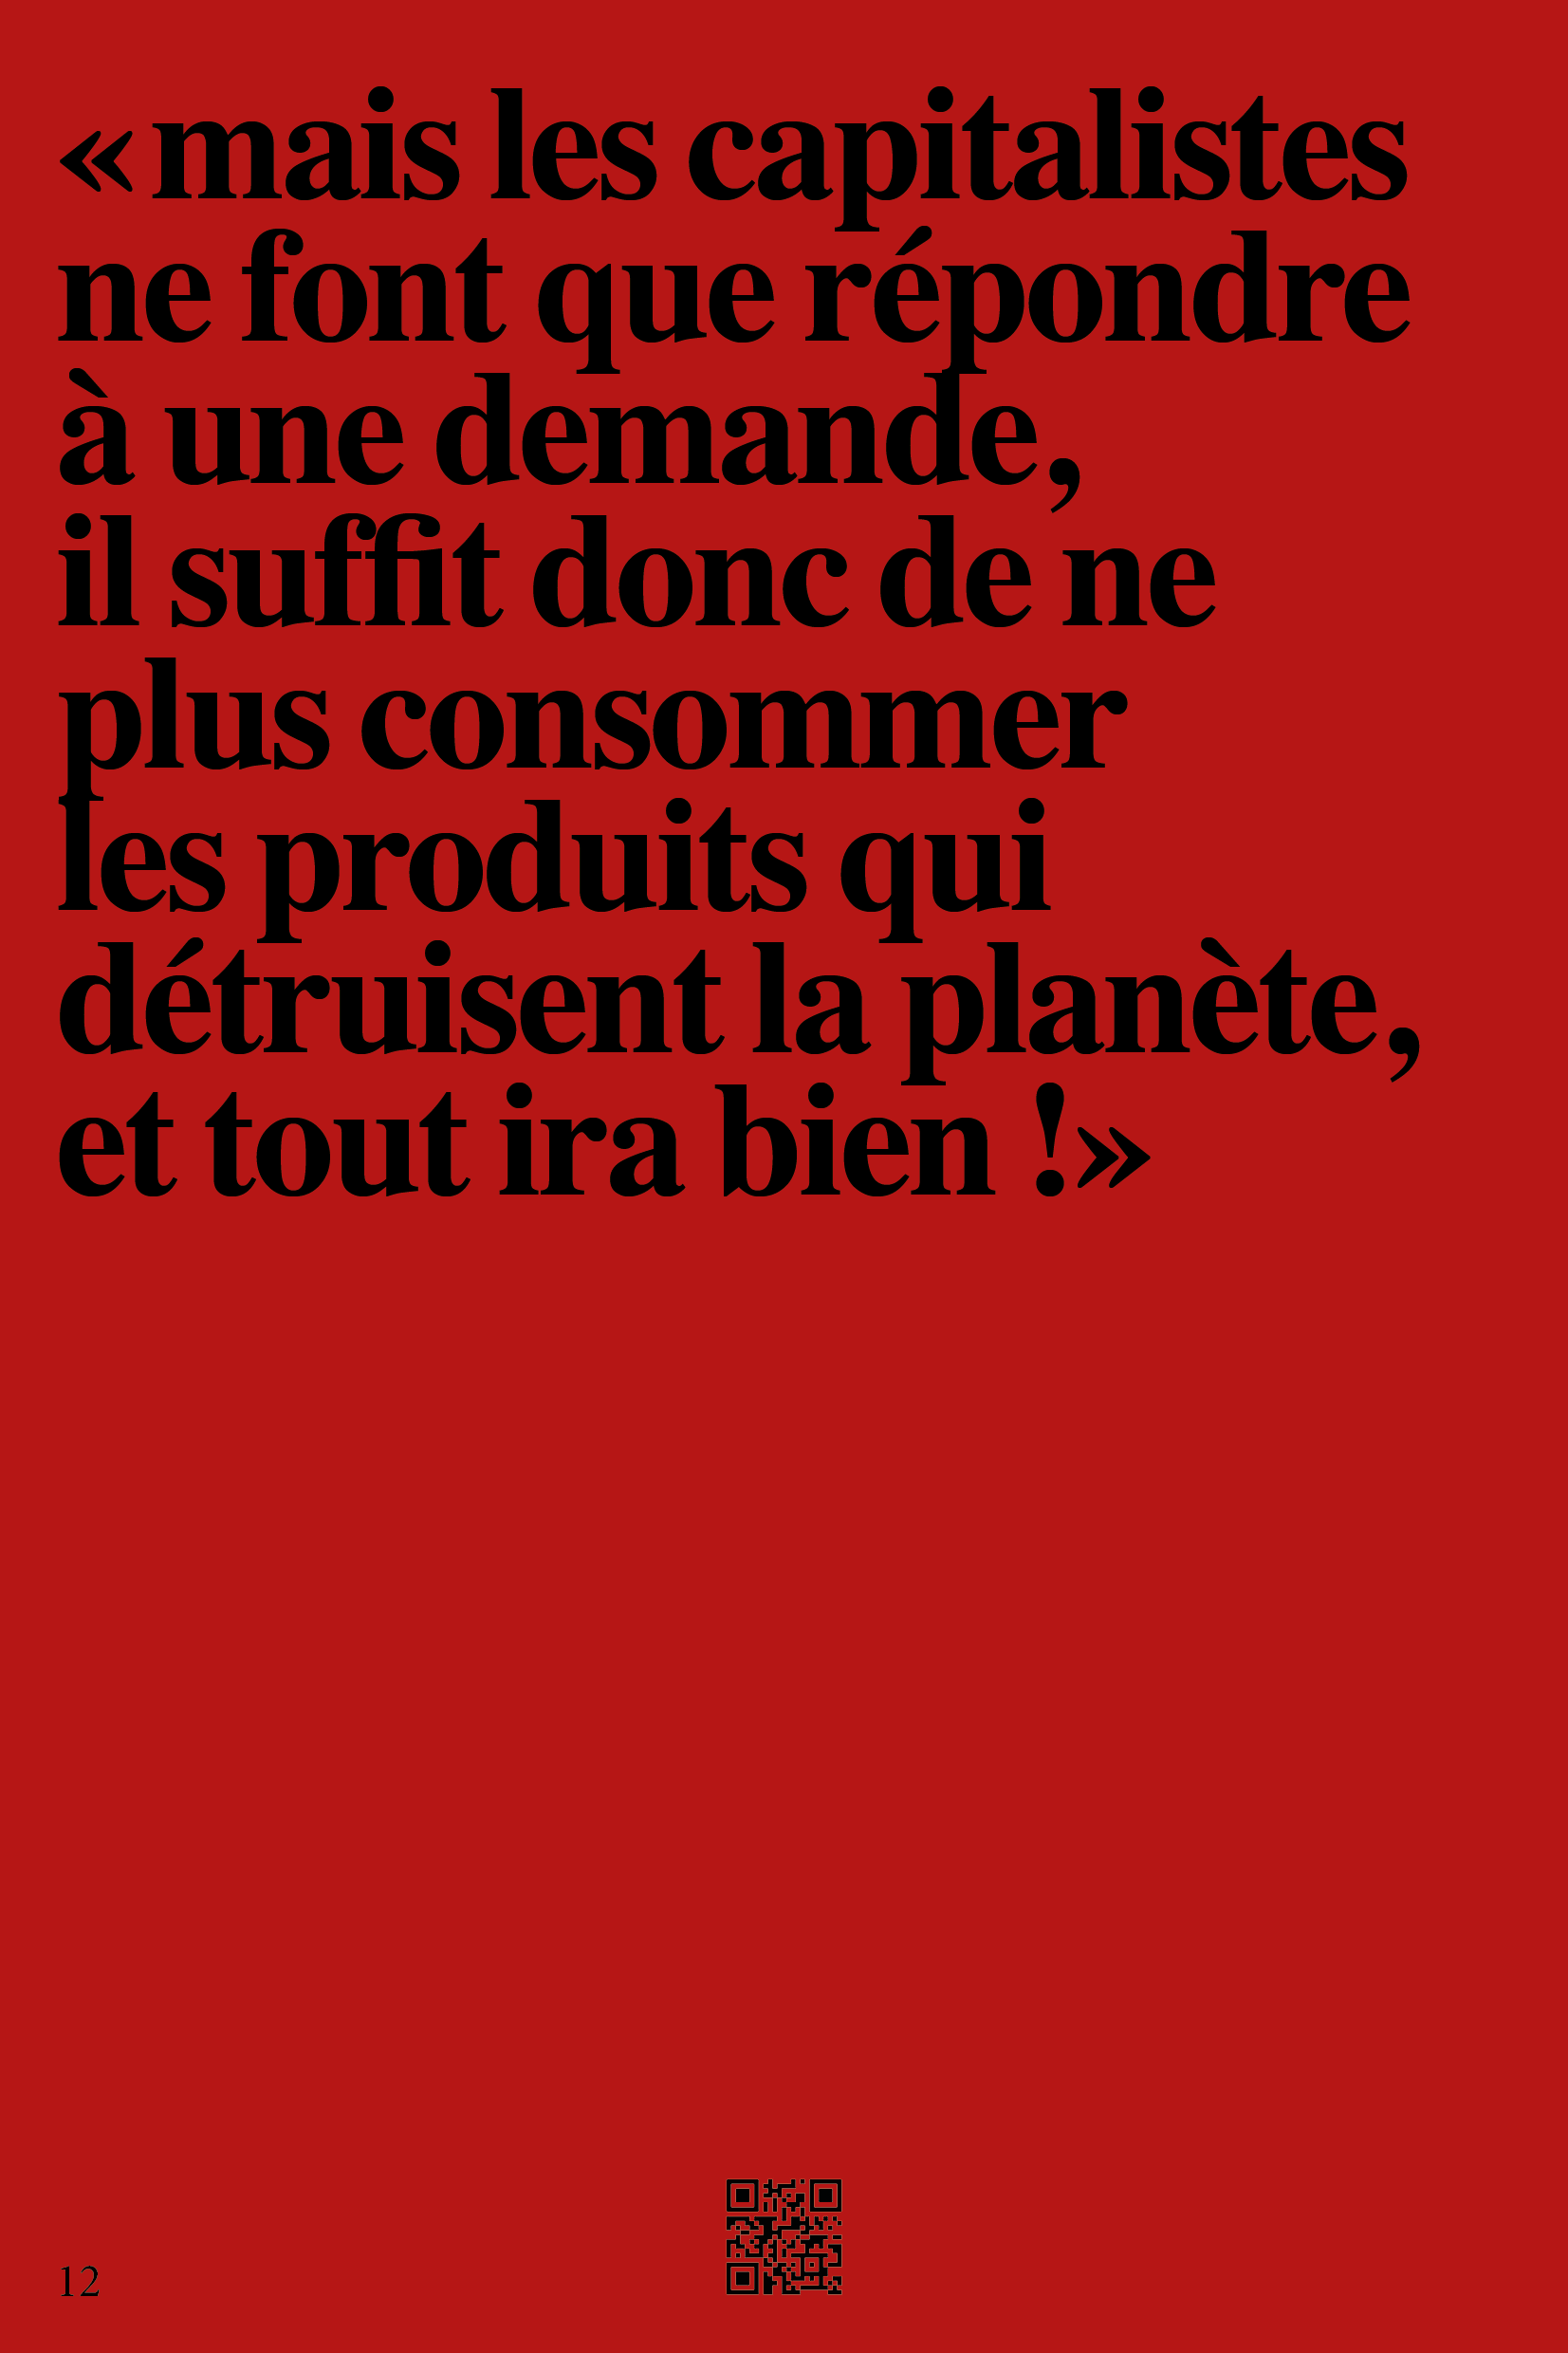 « mais les capitalistes
ne font que répondre
à une demande,
il suffit donc de ne
plus consommer
les produits qui
détruisent la planète,
et tout ira bien !»
12